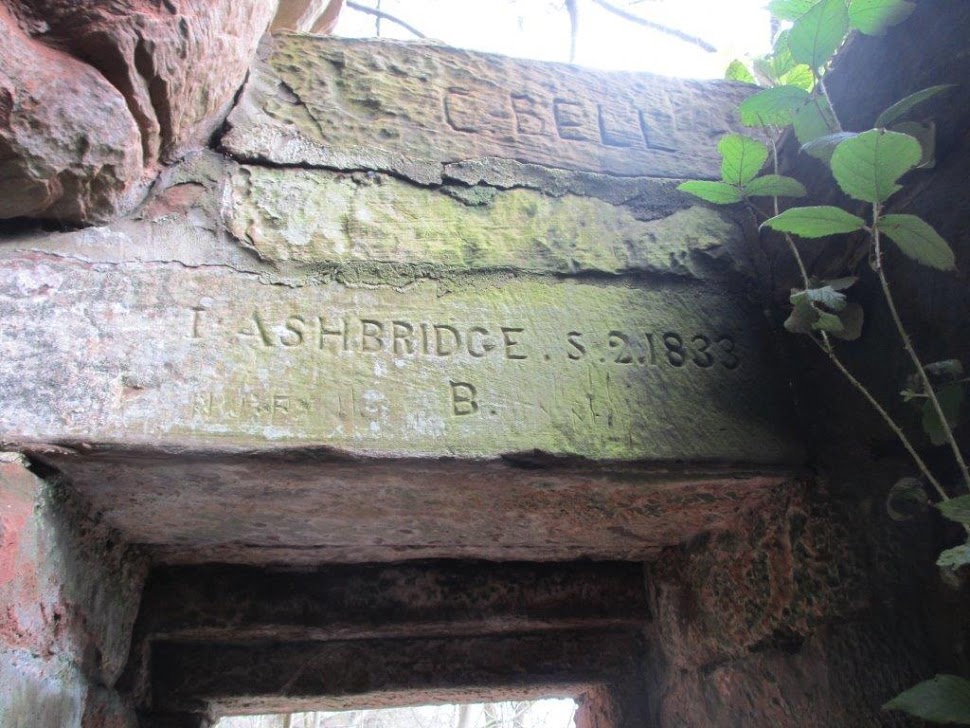 C BELL
I ASHBRIDGE . S . 2 . 1833
B.